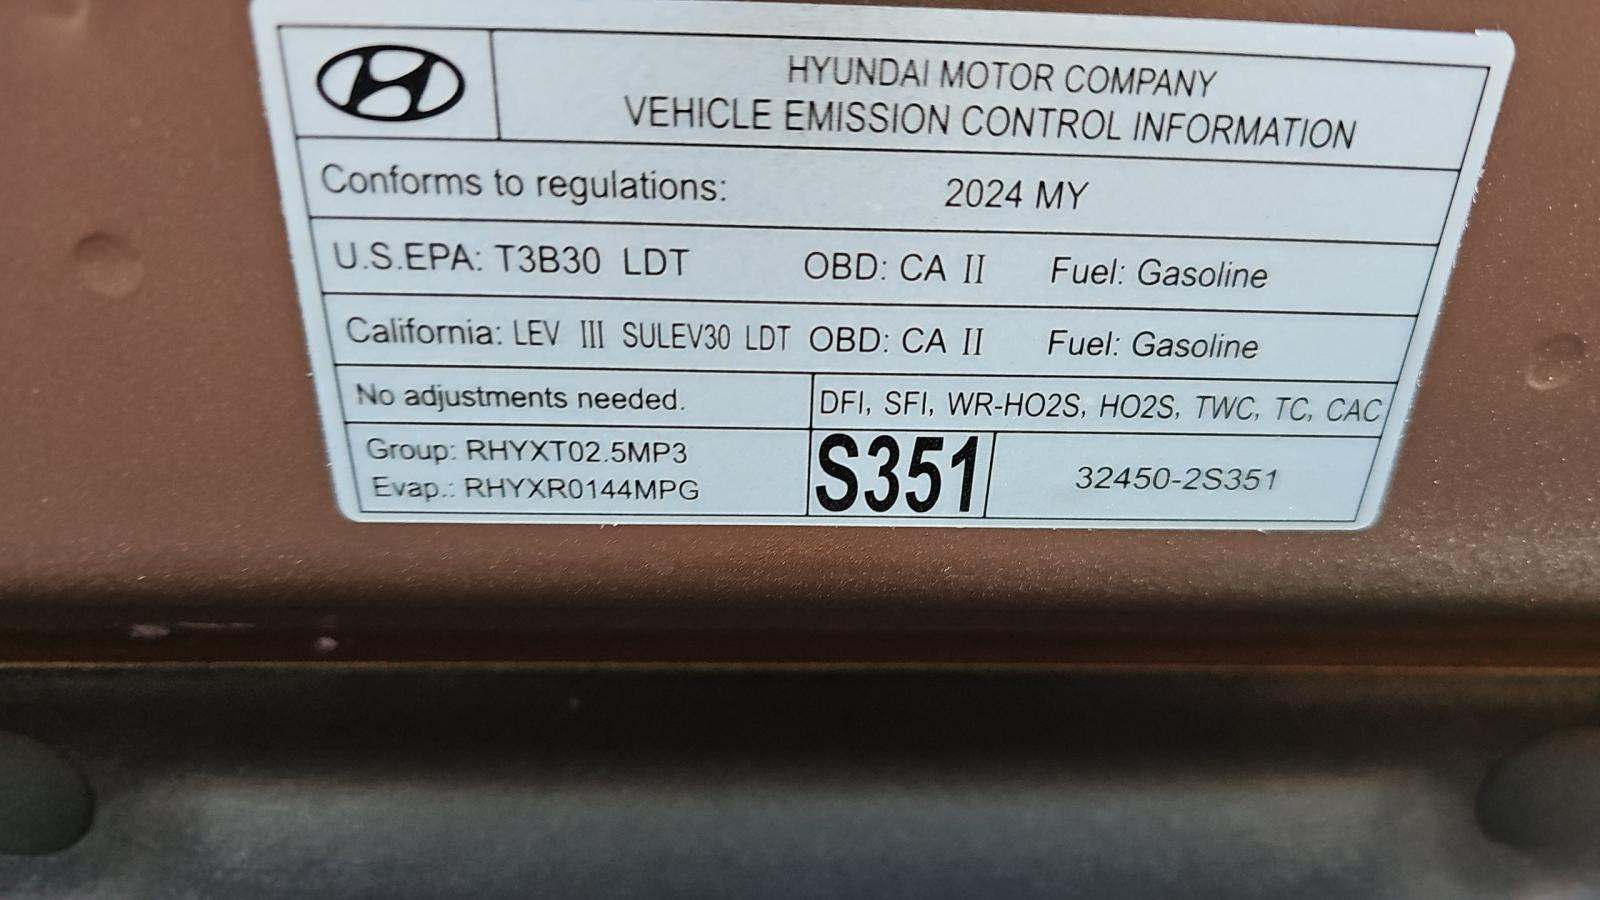 HYUNDAI MOTOR COMPANY
VEHICLE EMISSION CONTROL INFORMATION
Conforms to regulations: 2024 MY
U.S.EPA: T3B30 LDT OBD: CA II Fuel: Gasoline
California: LEV III SULEV30 LDT OBD: CA II Fuel: Gasoline
No adjustments needed. DFI, SFI, WR-HO2S, HO2S, TWC, TC, CAC
Group: RHYXT02.5MP3
Evap.: RHYXR0144MPG
S351
32450-2S351